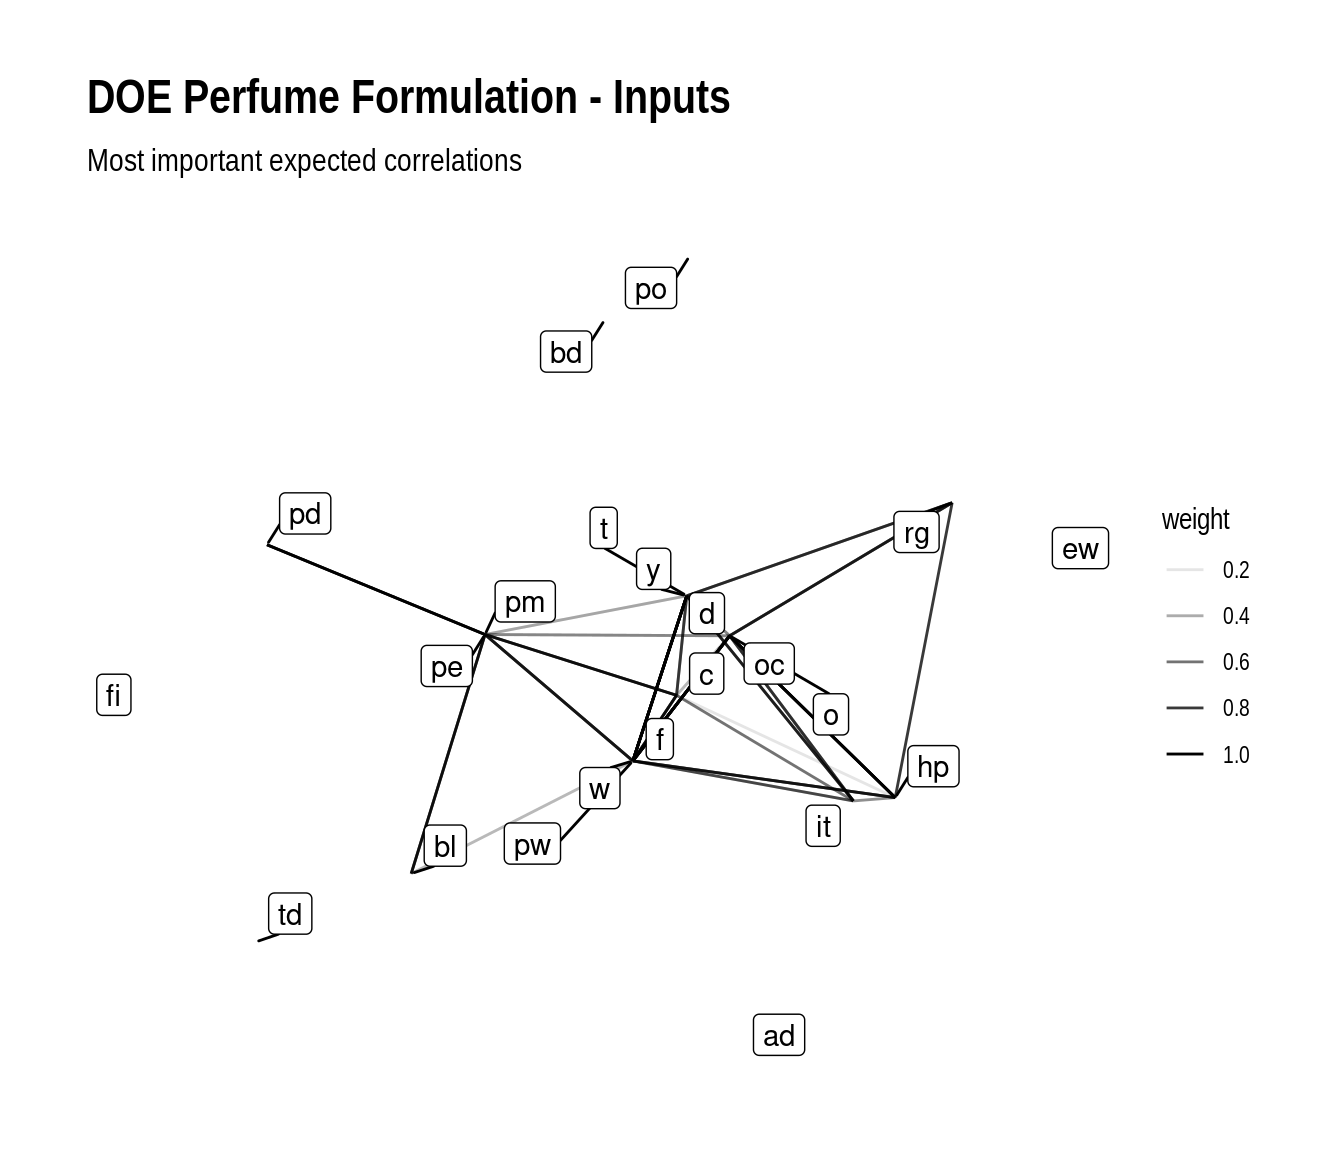 DOE Perfume Formulation - Inputs
Most important expected correlations
po
bd
pd
t
rg
ew
y
pm
d
pe
c
oc
fi
o
f
hp
w
it
bl
pw
td
ad
weight
0.2
0.4
0.6
0.8
1.0